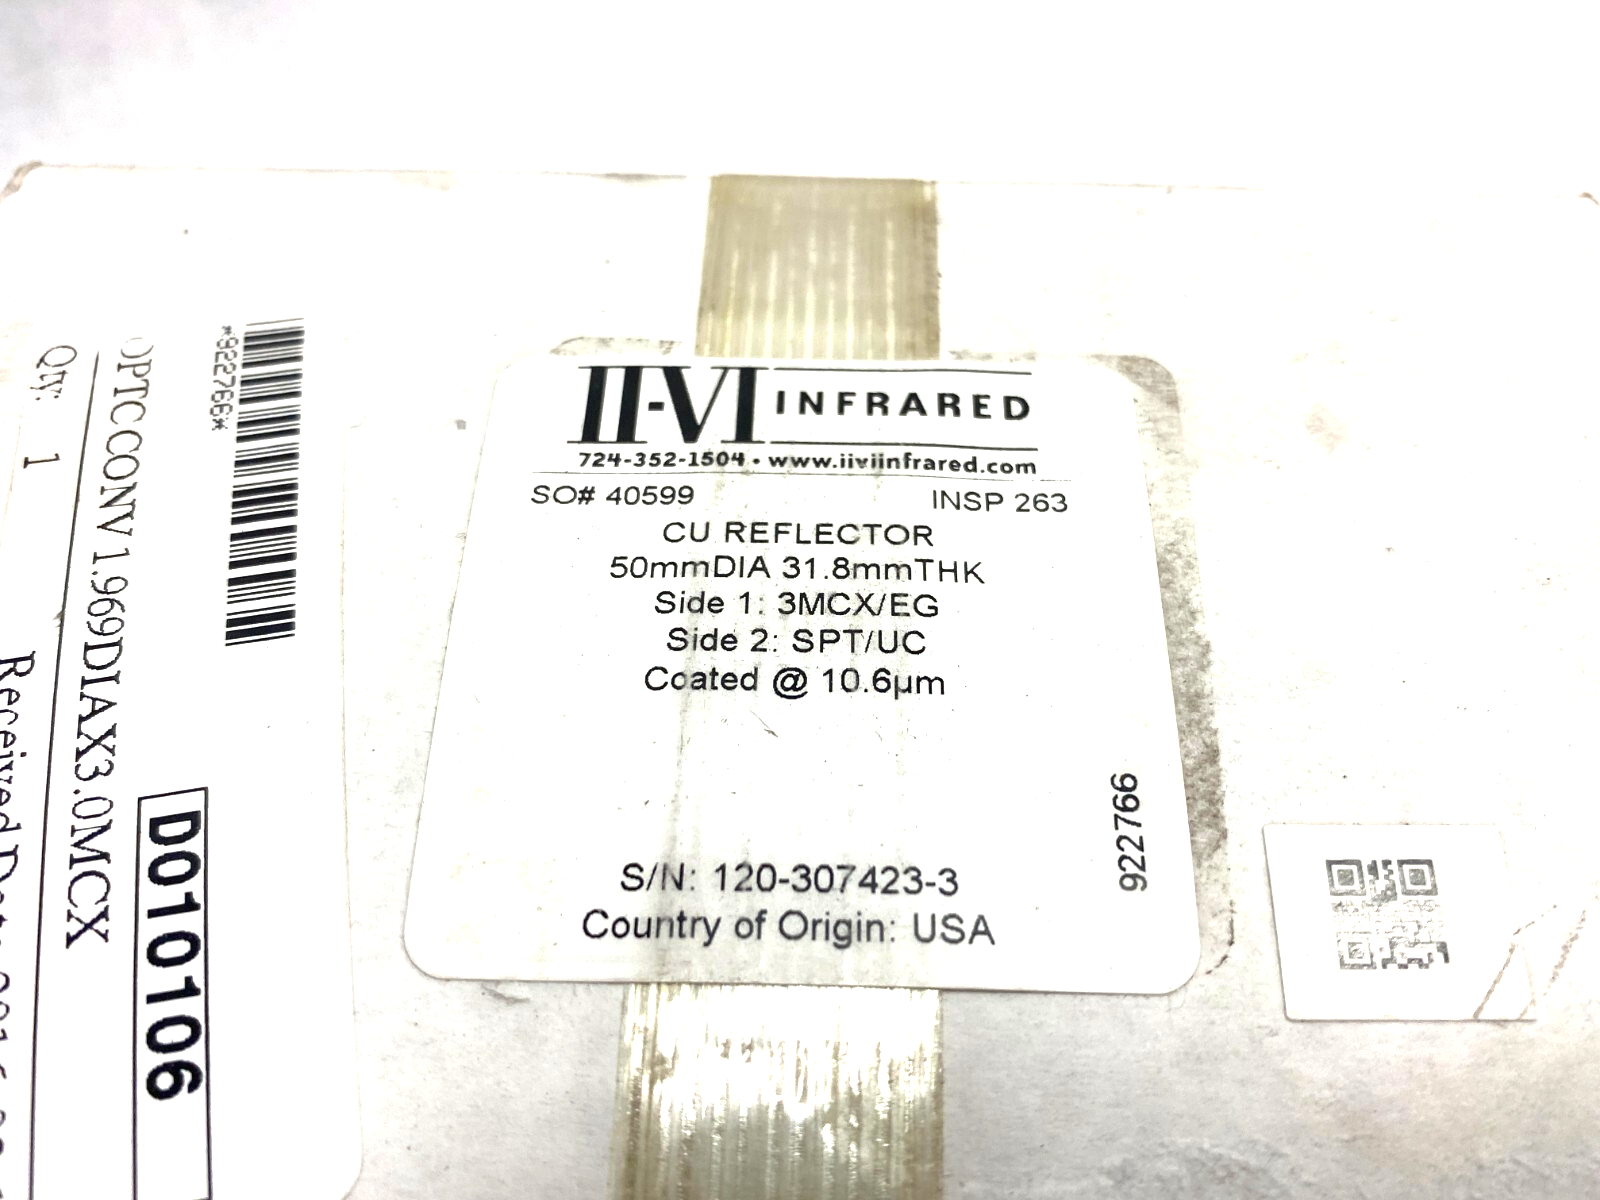 II-VI INFRARED
724-352-1504 • www.iiviinfrared.com
SO# 40599 INSP 263
CU REFLECTOR
50mmDIA 31.8mmTHK
Side 1: 3MCX/EG
Side 2: SPT/UC
Coated @ 10.6µm
922766
S/N: 120-307423-3
Country of Origin: USA
*922766*
D010106
OPTCCONV 1.969DIAX3.0MCX
Qty: 1
Received